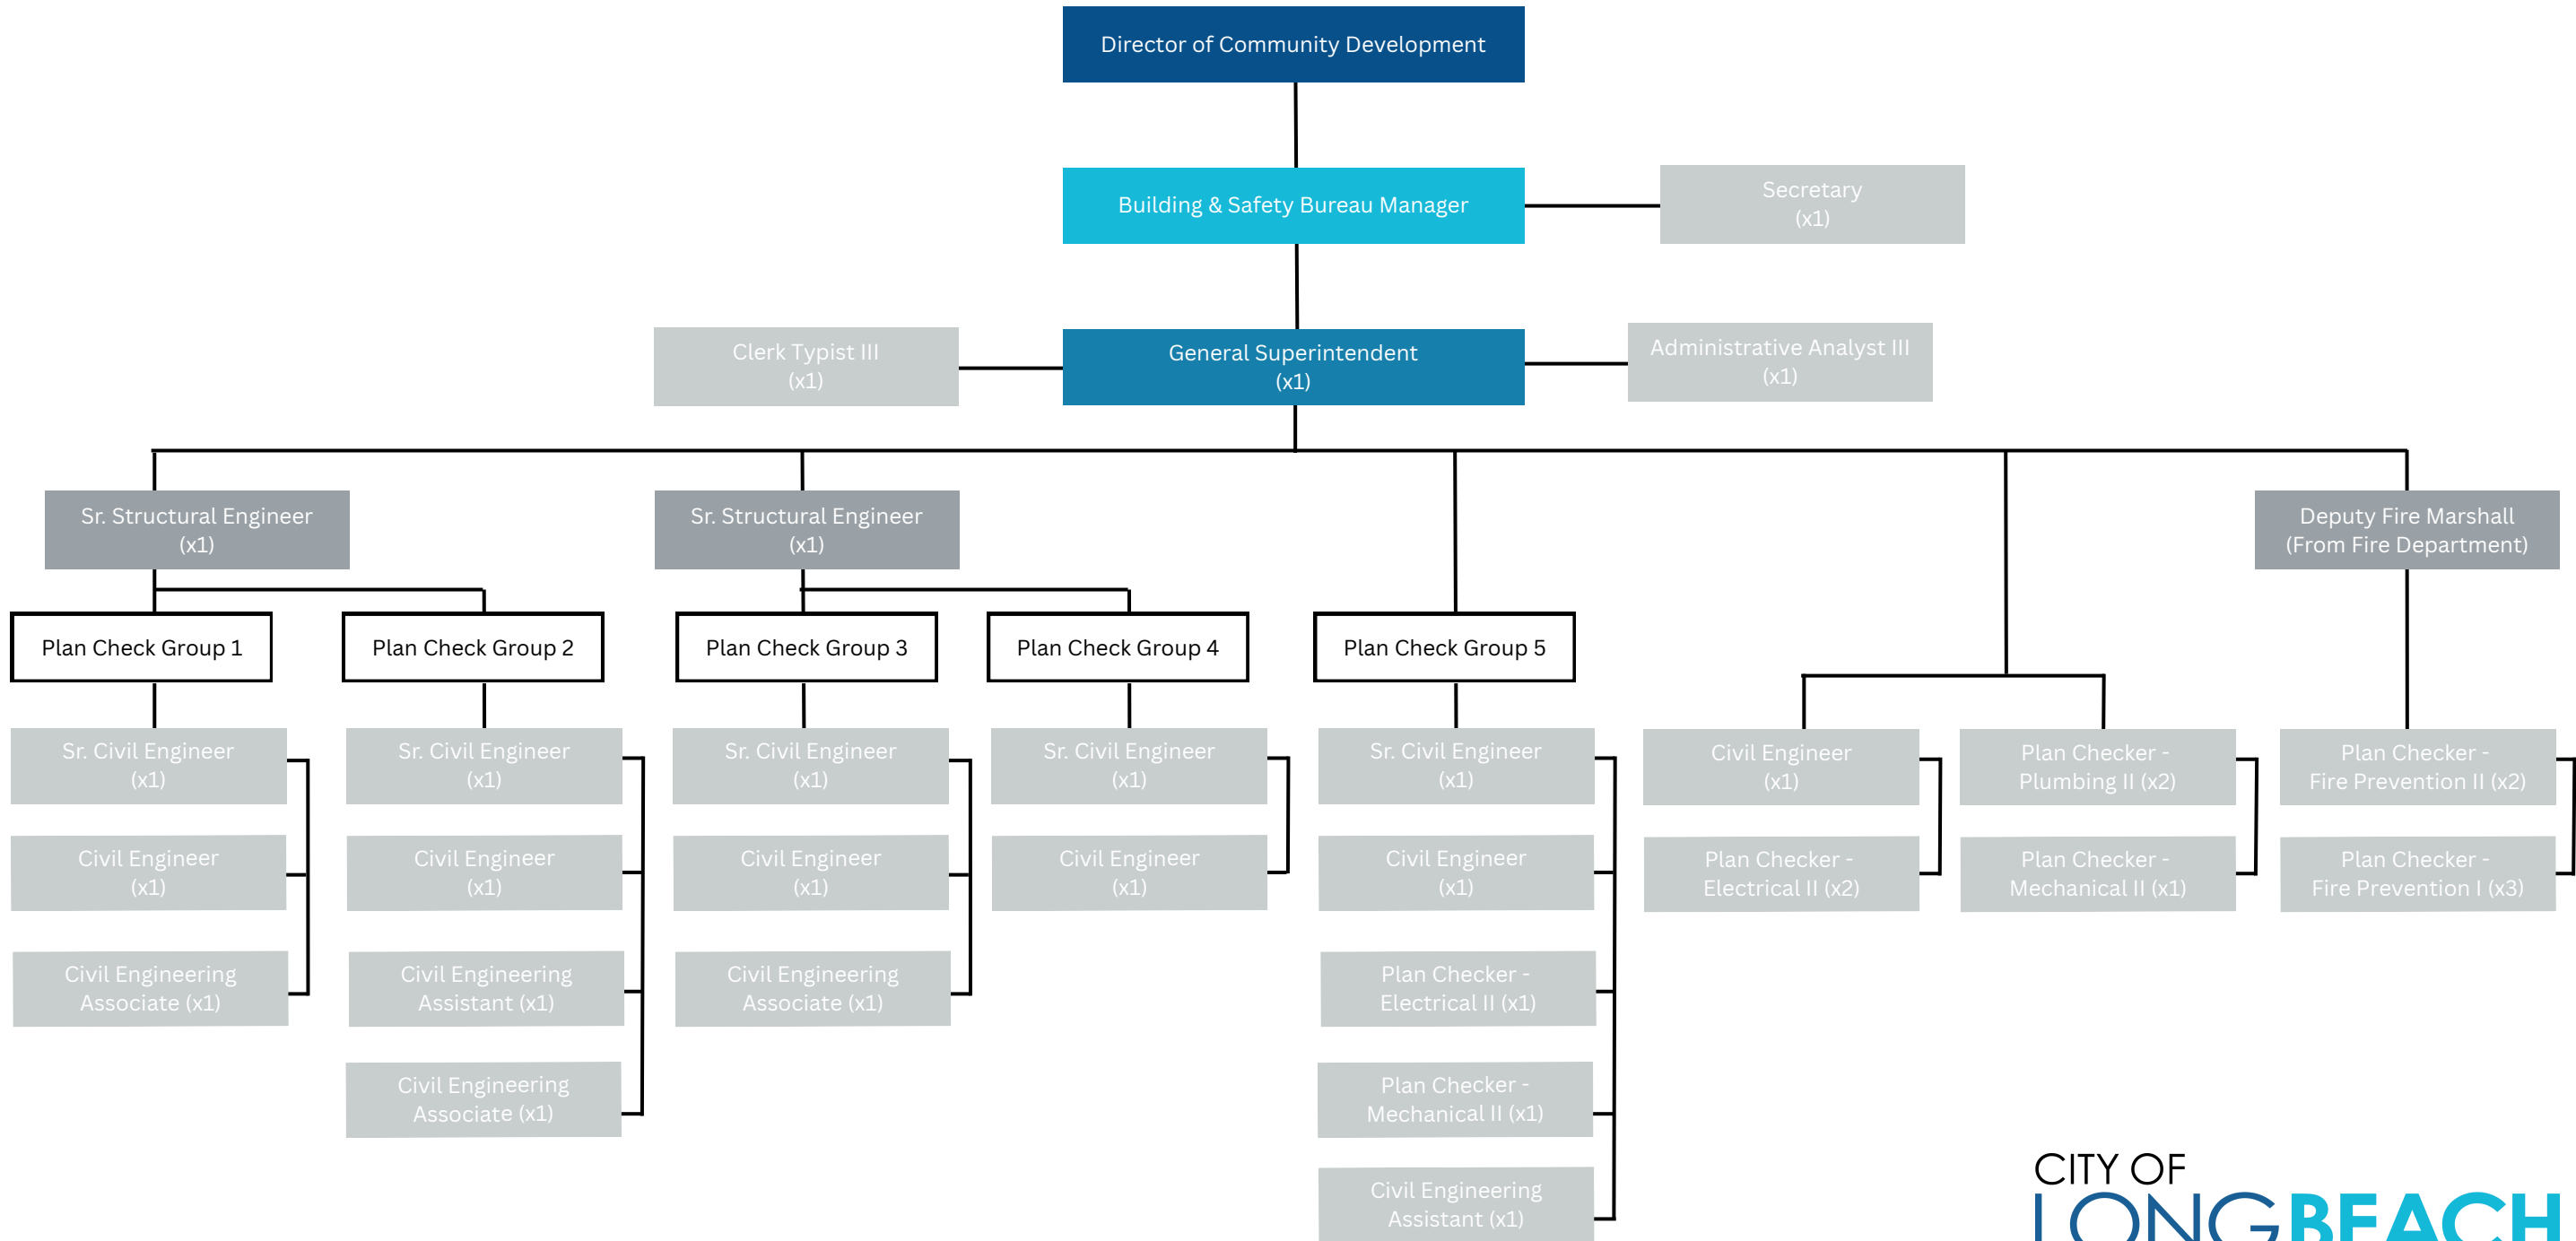 Director of Community Development
Building & Safety Bureau Manager
Secretary
(x1)
Clerk Typist III
(x1)
General Superintendent
(x1)
Administrative Analyst III
(x1)
Sr. Structural Engineer
(x1)
Sr. Structural Engineer
(x1)
Deputy Fire Marshall
(From Fire Department)
Plan Check Group 1
Plan Check Group 2
Plan Check Group 3
Plan Check Group 4
Plan Check Group 5
Sr. Civil Engineer
(x1)
Civil Engineer
(x1)
Civil Engineering
Associate (x1)
Sr. Civil Engineer
(x1)
Civil Engineer
(x1)
Civil Engineering
Assistant (x1)
Civil Engineering
Associate (x1)
Sr. Civil Engineer
(x1)
Civil Engineer
(x1)
Civil Engineering
Associate (x1)
Sr. Civil Engineer
(x1)
Civil Engineer
(x1)
Sr. Civil Engineer
(x1)
Civil Engineer
(x1)
Plan Checker -
Electrical II (x1)
Plan Checker -
Mechanical II (x1)
Civil Engineering
Assistant (x1)
Civil Engineer
(x1)
Plan Checker -
Electrical II (x2)
Plan Checker -
Plumbing II (x2)
Plan Checker -
Mechanical II (x1)
Plan Checker -
Fire Prevention II (x2)
Plan Checker -
Fire Prevention I (x3)
CITY OF
LONGBEACH